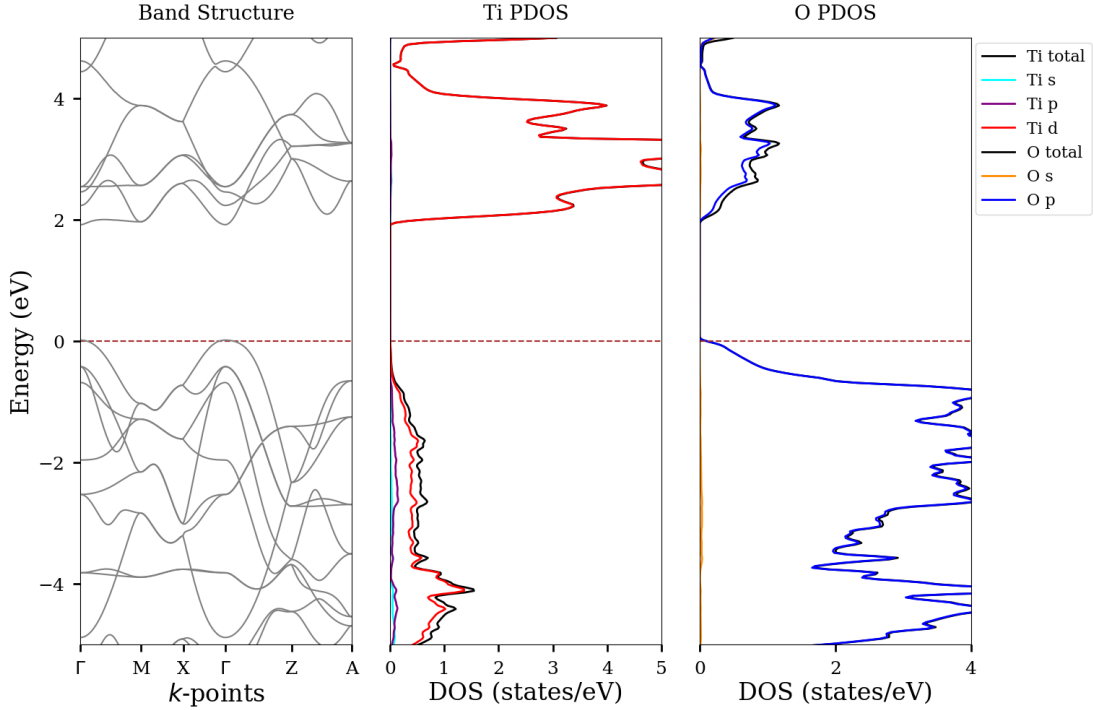 Band Structure
Ti PDOS
O PDOS
Energy (eV)
4
2
0
−2
−4
Γ M X Γ Z A
k-points
0 1 2 3 4 5
DOS (states/eV)
0 2 4
DOS (states/eV)
Ti total
Ti s
Ti p
Ti d
O total
O s
O p